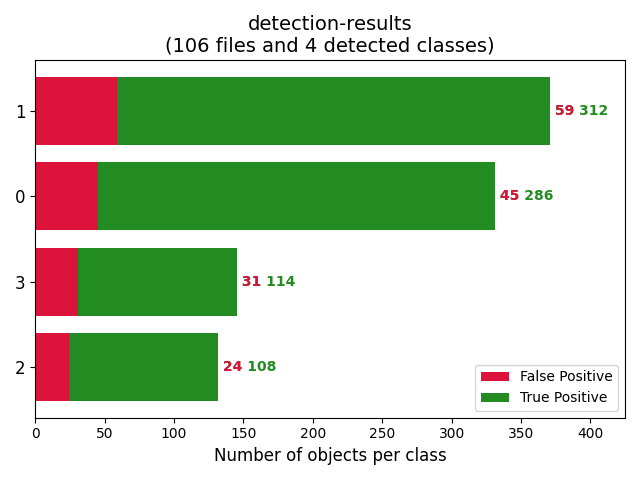 detection-results
(106 files and 4 detected classes)
1
59 312
0
45 286
3
31 114
2
24 108
False Positive
True Positive
0 50 100 150 200 250 300 350 400
Number of objects per class